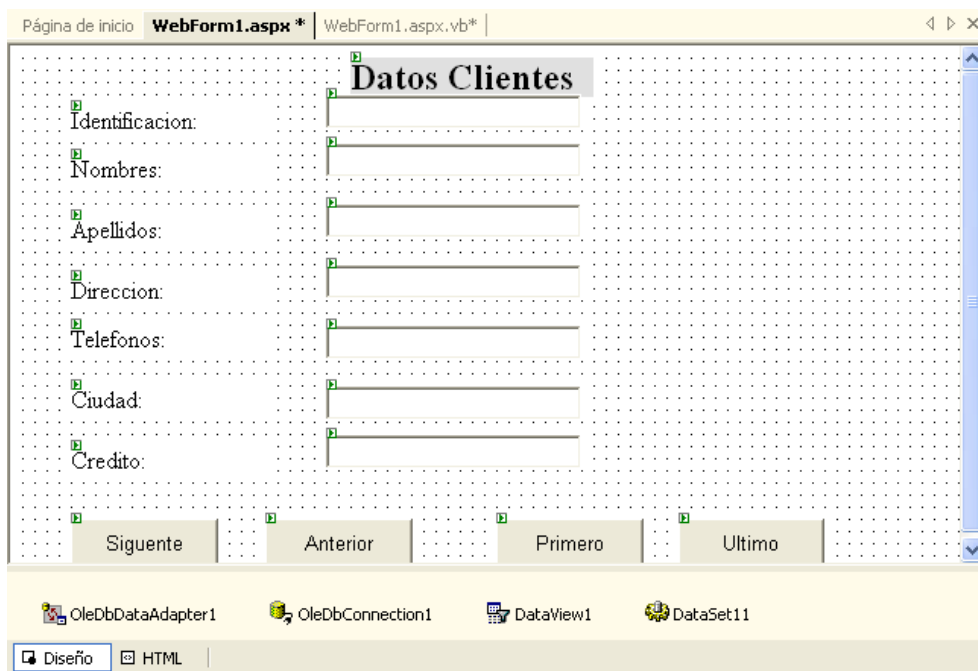 Página de inicio WebForm1.aspx * WebForm1.aspx.vb*
Datos Clientes
Identificacion:
Nombres:
Apellidos:
Direccion:
Telefonos:
Ciudad:
Credito:
Siguente Anterior Primero Ultimo
OleDbDataAdapter1 OleDbConnection1 DataView1 DataSet11
Diseño HTML